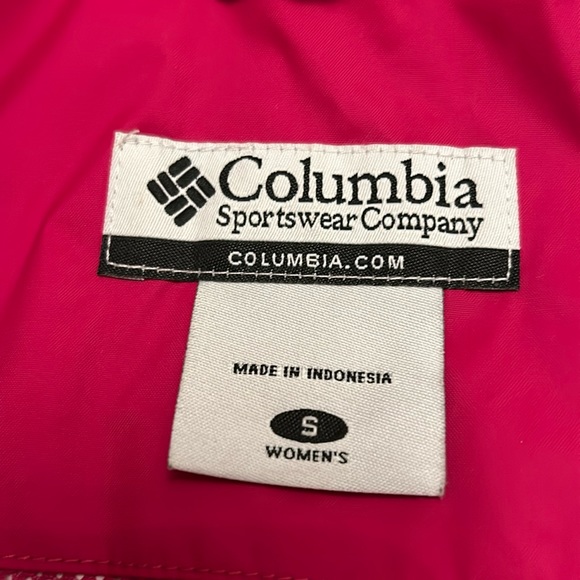 Columbia
Sportswear Company
COLUMBIA.COM
MADE IN INDONESIA
S
WOMEN'S